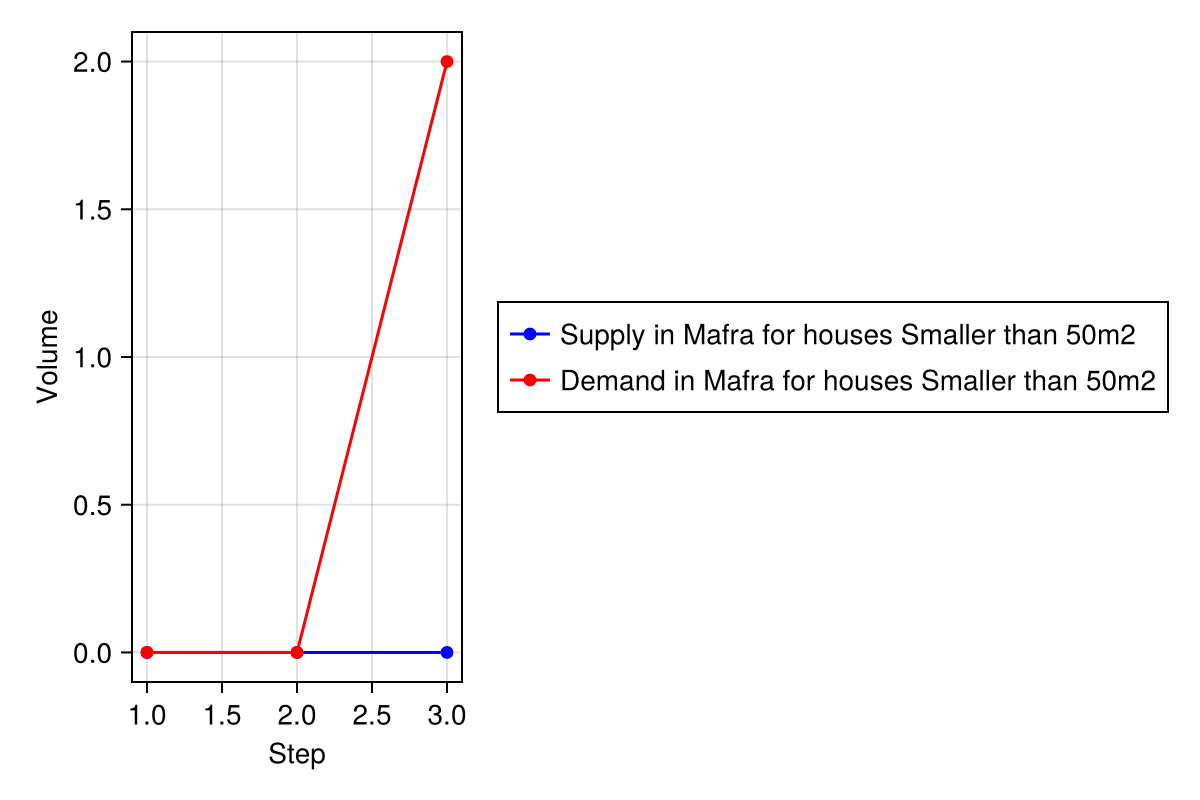 2.0
1.5
1.0
0.5
0.0
Volume
1.0 1.5 2.0 2.5 3.0
Step
Supply in Mafra for houses Smaller than 50m2
Demand in Mafra for houses Smaller than 50m2